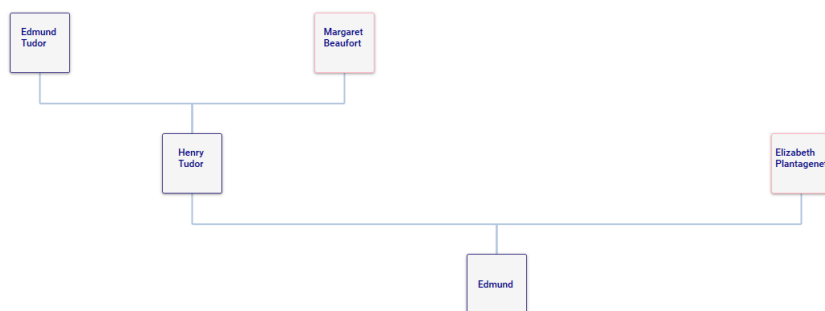 Edmund
Tudor
Margaret
Beaufort
Henry
Tudor
Elizabeth
Plantagenet
Edmund